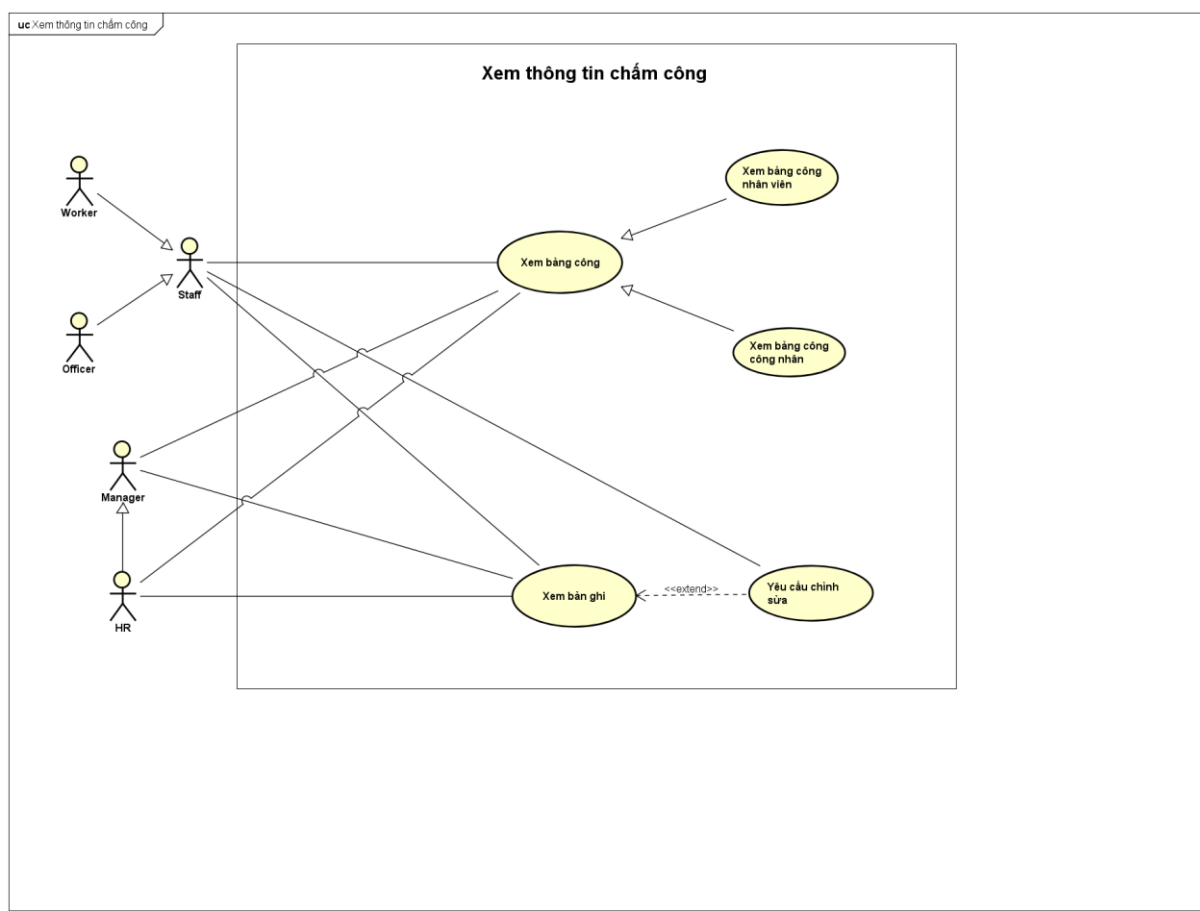 uc Xem thông tin chấm công
Xem thông tin chấm công
Worker
Staff
Officer
Manager
HR
Xem bảng công
nhân viên
Xem bảng công
Xem bảng công
công nhân
Xem bản ghi
<<extend>>
Yêu cầu chỉnh
sửa